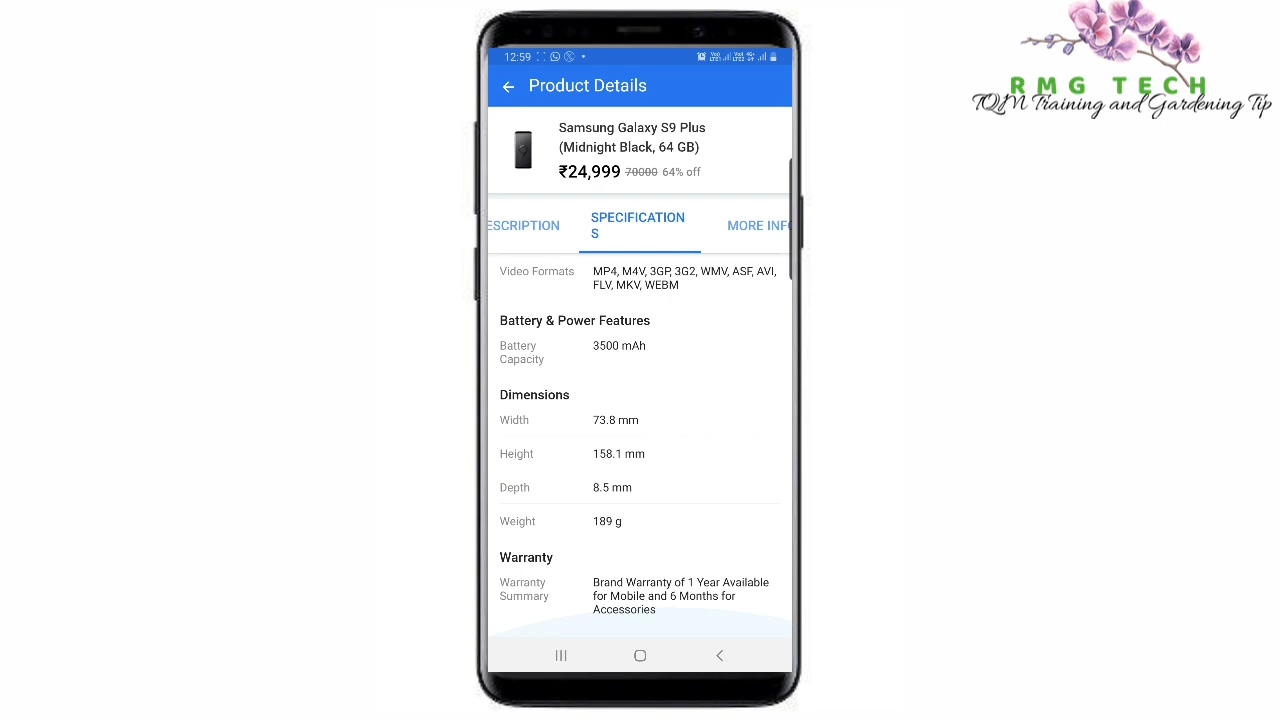 RMG TECH
TQM Training and Gardening Tip
12:59
Product Details
Samsung Galaxy S9 Plus
(Midnight Black, 64 GB)
₹24,999 70000 64% off
ESCRIPTION
SPECIFICATION
S
MORE INFO
Video Formats
MP4, M4V, 3GP, 3G2, WMV, ASF, AVI,
FLV, MKV, WEBM
Battery & Power Features
Battery
Capacity
3500 mAh
Dimensions
Width 73.8 mm
Height 158.1 mm
Depth 8.5 mm
Weight 189 g
Warranty
Warranty
Summary
Brand Warranty of 1 Year Available
for Mobile and 6 Months for
Accessories